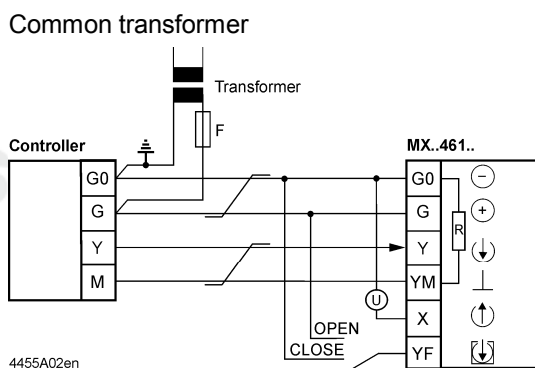 Common transformer
Transformer
F
Controller
MX..461..
G0
G0
G
G
R
Y
Y
M
YM
U
X
OPEN
CLOSE
YF
4455A02en